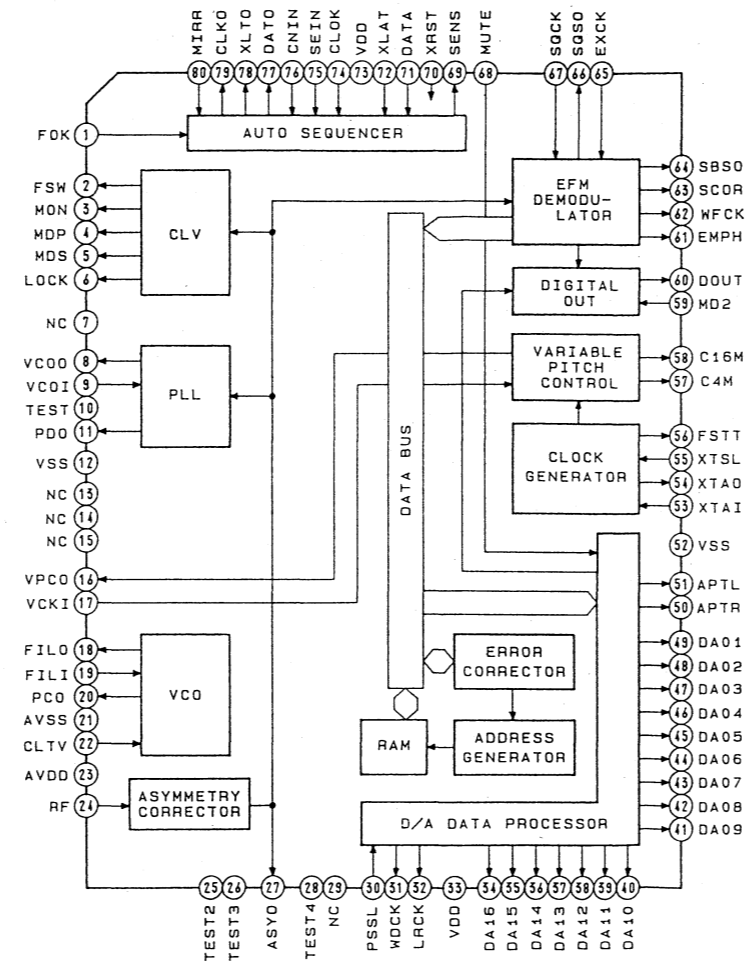 MIRR
CLKO
XLTO
DATO
CNIN
SEIN
CLOK
VDD
XLAT
DATA
XRST
SENS
MUTE
SQCK
SQSO
EXCK
80
79
78
77
76
75
74
73
72
71
70
69
68
67
66
65
FOK 1
AUTO SEQUENCER
FSW 2
MON 3
MDP 4
MDS 5
LOCK 6
CLV
NC 7
VCOO 8
VCOI 9
TEST 10
PDO 11
PLL
VSS 12
NC 13
NC 14
NC 15
VPCO 16
VCKI 17
FILO 18
FILI 19
PCO 20
AVSS 21
CLTV 22
VCO
AVDD 23
RF 24
ASYMMETRY
CORRECTOR
DATA BUS
EFM
DEMODU-
LATOR
64 SBSO
63 SCOR
62 WFCK
61 EMPH
DIGITAL
OUT
60 DOUT
59 MD2
VARIABLE
PITCH
CONTROL
58 C16M
57 C4M
CLOCK
GENERATOR
56 FSTT
55 XTSL
54 XTAO
53 XTAI
52 VSS
51 APTL
50 APTR
49 DA01
48 DA02
47 DA03
46 DA04
45 DA05
44 DA06
43 DA07
42 DA08
41 DA09
ERROR
CORRECTOR
RAM
ADDRESS
GENERATOR
D/A DATA PROCESSOR
25
26
27
28
29
30
31
32
33
34
35
36
37
38
39
40
TEST2
TEST3
ASYO
TEST4
NC
PSSL
WDCK
LRCK
VDD
DA16
DA15
DA14
DA13
DA12
DA11
DA10